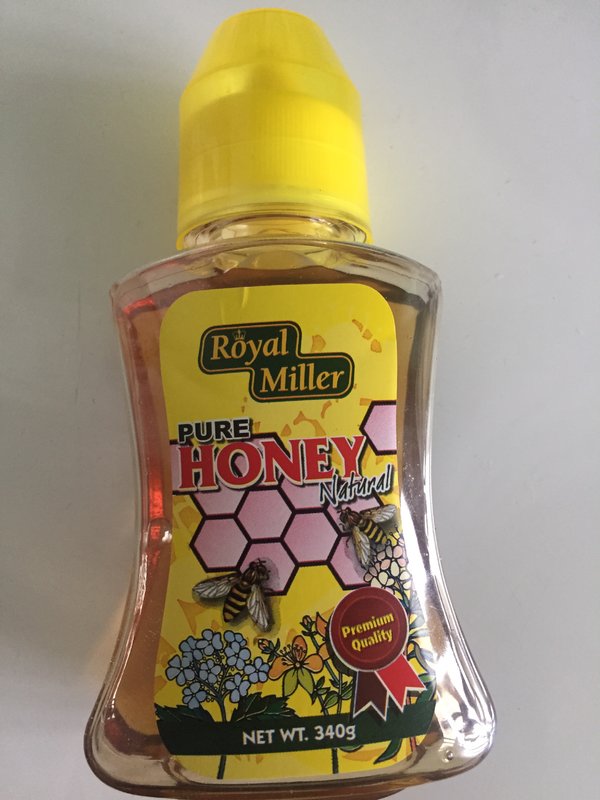 Royal
Miller
PURE
HONEY
Natural
Premium
Quality
NET WT. 340g